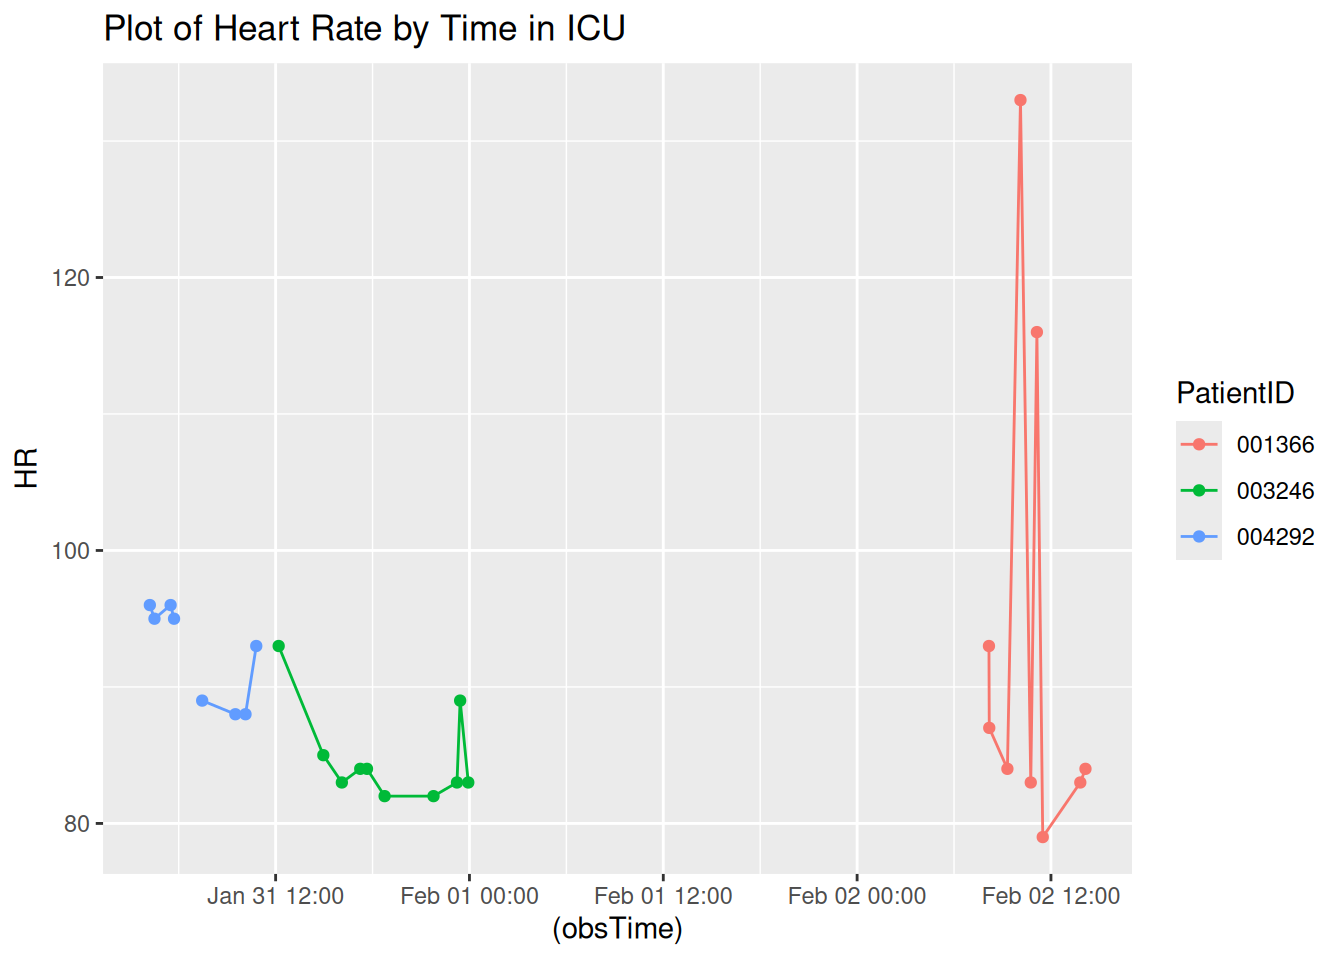 Plot of Heart Rate by Time in ICU
HR
120
100
80
Jan 31 12:00
Feb 01 00:00
Feb 01 12:00
Feb 02 00:00
Feb 02 12:00
(obsTime)
PatientID
001366
003246
004292